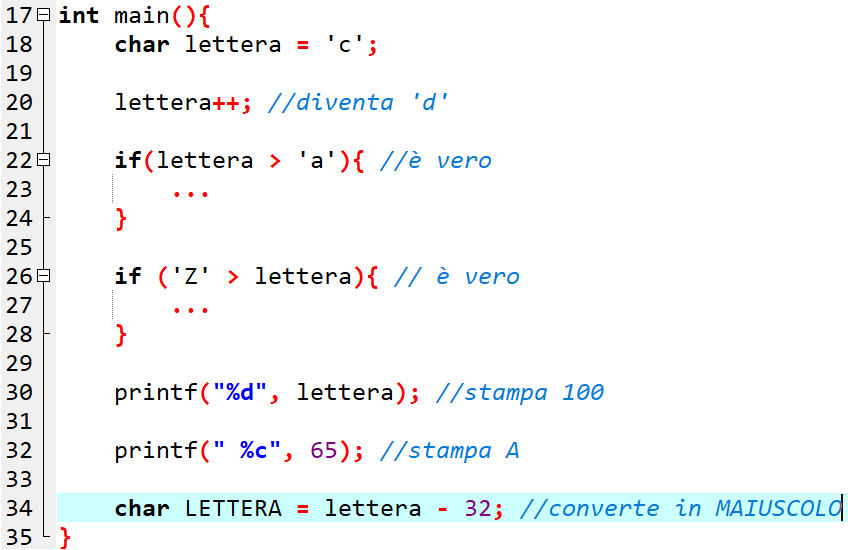 17 int main(){
18 char lettera = 'c';
19
20 lettera++; //diventa 'd'
21
22 if(lettera > 'a'){ //è vero
23 ...
24 }
25
26 if ('Z' > lettera){ // è vero
27 ...
28 }
29
30 printf("%d", lettera); //stampa 100
31
32 printf(" %c", 65); //stampa A
33
34 char LETTERA = lettera - 32; //converte in MAIUSCOLO
35 }